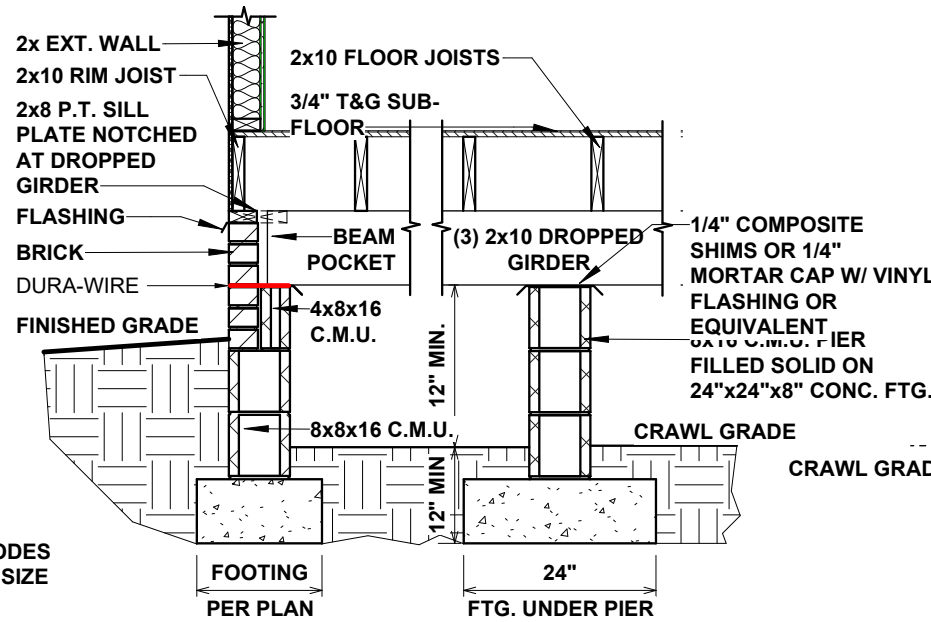 2x EXT. WALL
2x10 RIM JOIST
2x8 P.T. SILL
PLATE NOTCHED
AT DROPPED
GIRDER
FLASHING
BRICK
DURA-WIRE
FINISHED GRADE
2x10 FLOOR JOISTS
3/4" T&G SUB-
FLOOR
BEAM
POCKET
(3) 2x10 DROPPED
GIRDER
4x8x16
C.M.U.
8x8x16 C.M.U.
12" MIN.
12" MIN
1/4" COMPOSITE
SHIMS OR 1/4"
MORTAR CAP W/ VINYL
FLASHING OR
EQUIVALENT
8x16 C.M.U. PIER
FILLED SOLID ON
24"x24"x8" CONC. FTG.
CRAWL GRADE
CRAWL GRAD
ODES
SIZE
FOOTING
PER PLAN
24"
FTG. UNDER PIER